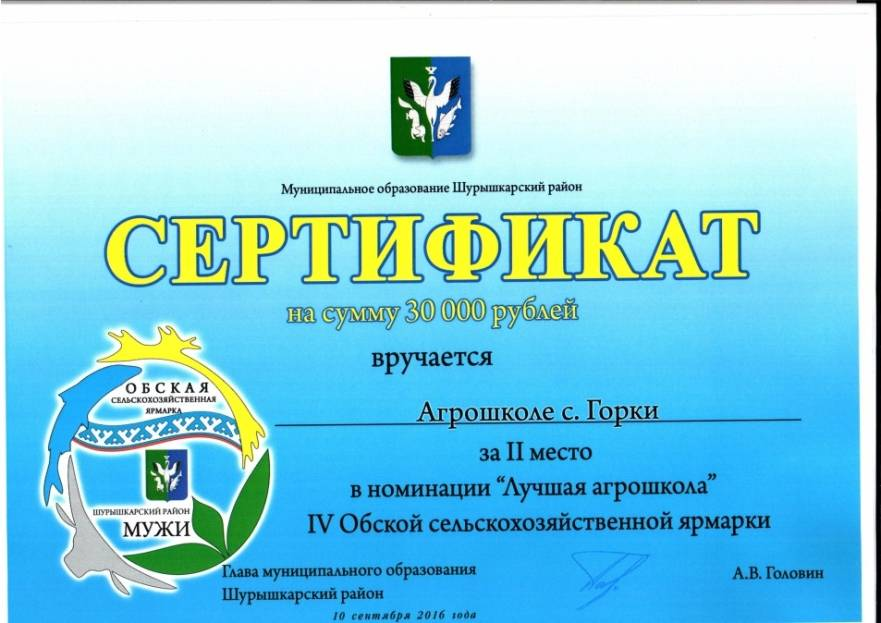 Муниципальное образование Шурышкарский район
СЕРТИФИКАТ
на сумму 30 000 рублей
вручается
Агрошколе с. Горки
за II место
в номинации “Лучшая агрошкола”
IV Обской сельскохозяйственной ярмарки
ОБСКАЯ
СЕЛЬСКОХОЗЯЙСТВЕННАЯ
ЯРМАРКА
ШУРЫШКАРСКИЙ РАЙОН
МУЖИ
Глава муниципального образования
Шурышкарский район
А.В. Головин
10 сентября 2016 года